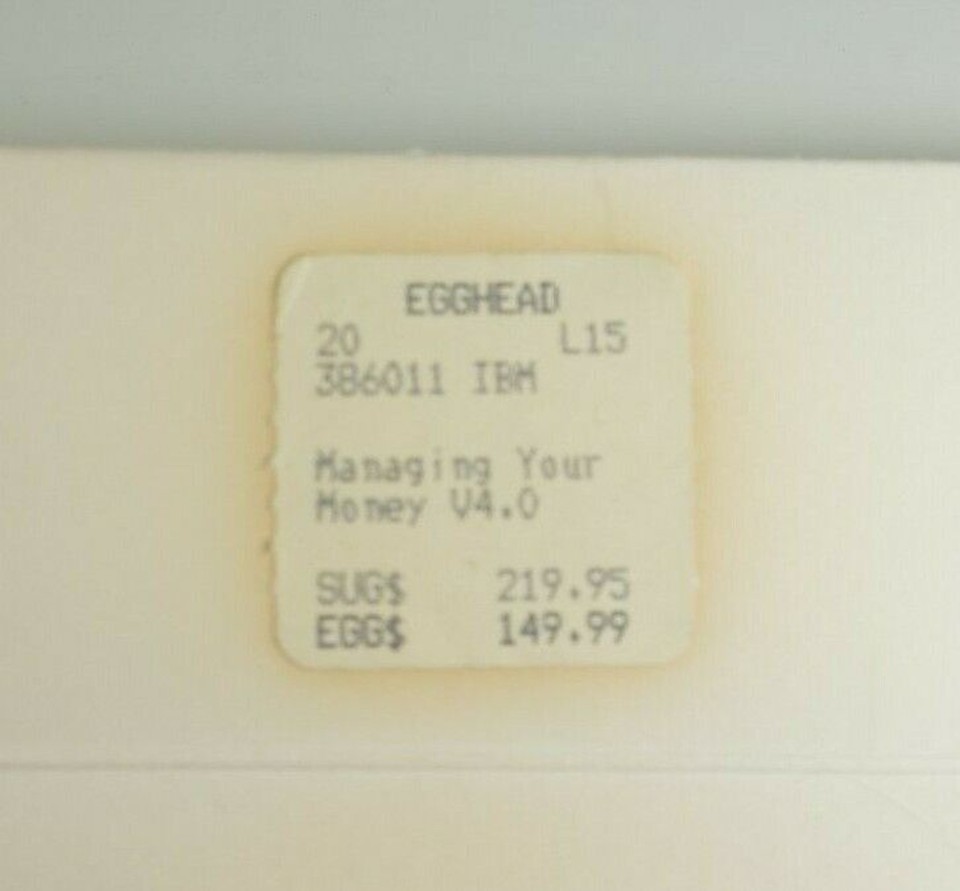 EGGHEAD
20 L15
386011 IBM
Managing Your
Money V4.0
SUG$ 219.95
EGG$ 149.99